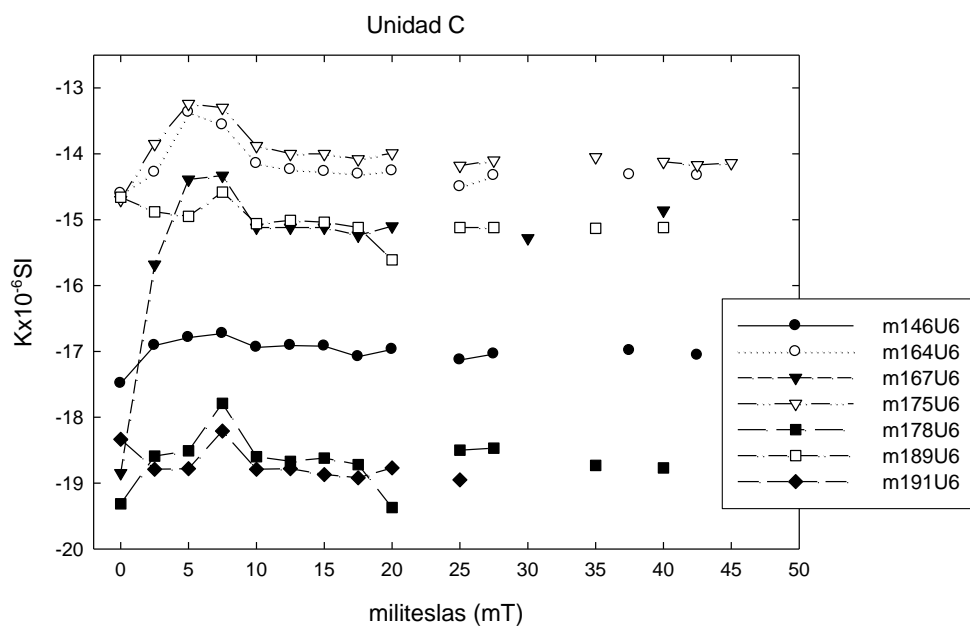 Unidad C
-13
-14
-15
-16
-17
-18
-19
-20
Kx10⁻⁶SI
0 5 10 15 20 25 30 35 40 45 50
militeslas (mT)
m146U6
m164U6
m167U6
m175U6
m178U6
m189U6
m191U6